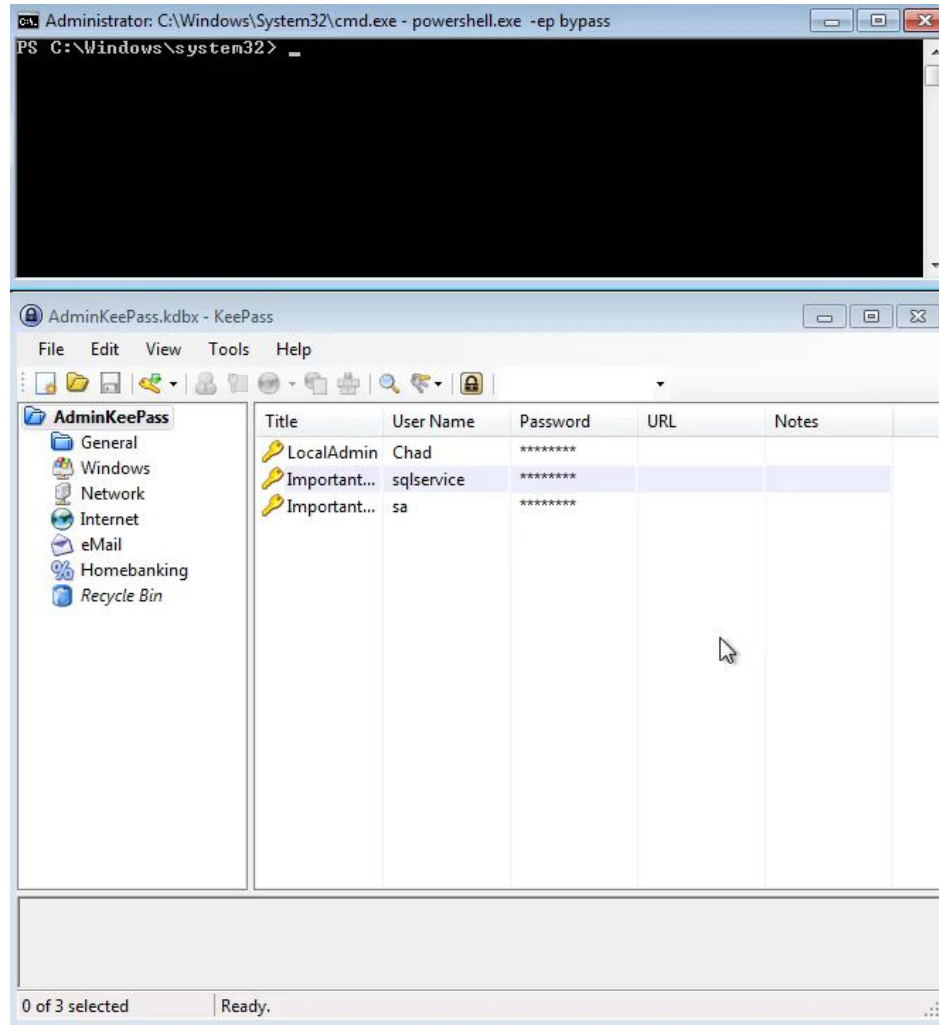 Administrator: C:\Windows\System32\cmd.exe - powershell.exe -ep bypass
PS C:\Windows\system32> _
AdminKeePass.kdbx - KeePass
File Edit View Tools Help
AdminKeePass
General
Windows
Network
Internet
eMail
Homebanking
Recycle Bin
Title User Name Password URL Notes
LocalAdmin Chad ********
Important... sqlservice ********
Important... sa ********
0 of 3 selected Ready.